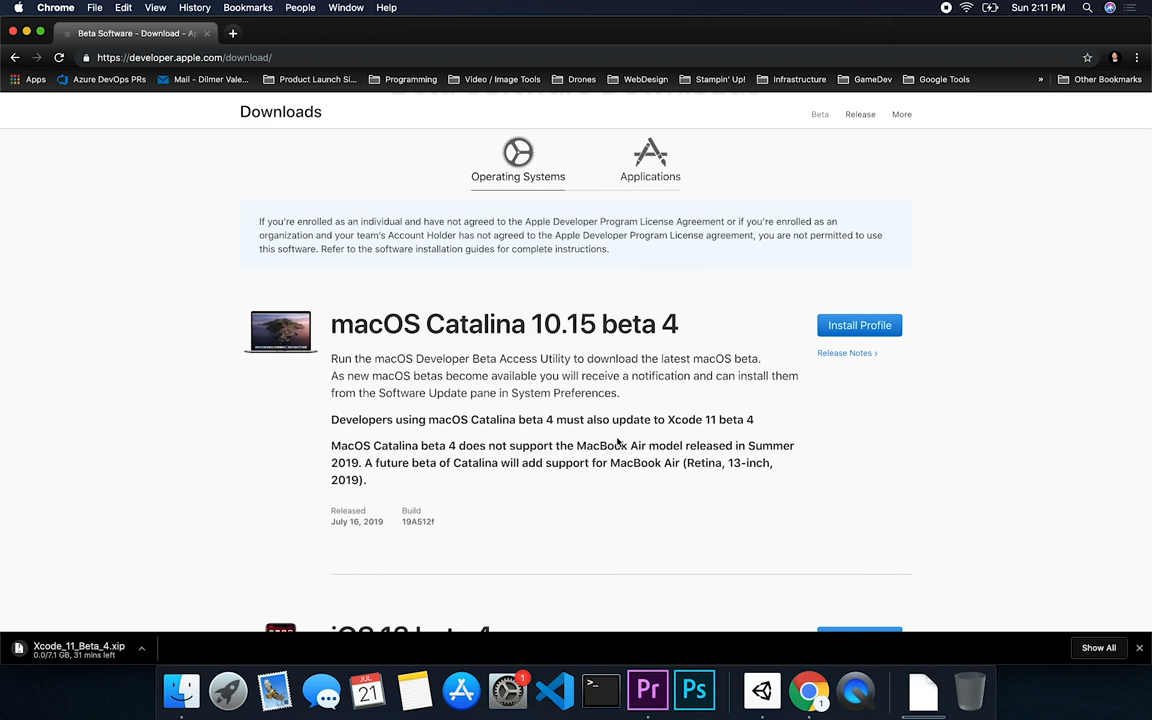 Chrome File Edit View History Bookmarks People Window Help Sun 2:11 PM
Beta Software - Download - Ap
https://developer.apple.com/download/
Apps Azure DevOps PRs Mail - Dilmer Vale... Product Launch Si... Programming Video / Image Tools Drones WebDesign Stampin' Up! Infrastructure GameDev Google Tools » Other Bookmarks
Downloads Beta Release More
Operating Systems Applications
If you're enrolled as an individual and have not agreed to the Apple Developer Program License Agreement or if you're enrolled as an
organization and your team's Account Holder has not agreed to the Apple Developer Program License agreement, you are not permitted to use
this software. Refer to the software installation guides for complete instructions.
macOS Catalina 10.15 beta 4
Install Profile
Release Notes ›
Run the macOS Developer Beta Access Utility to download the latest macOS beta.
As new macOS betas become available you will receive a notification and can install them
from the Software Update pane in System Preferences.
Developers using macOS Catalina beta 4 must also update to Xcode 11 beta 4
MacOS Catalina beta 4 does not support the MacBook Air model released in Summer
2019. A future beta of Catalina will add support for MacBook Air (Retina, 13-inch,
2019).
Released Build
July 16, 2019 19A512f
Xcode_11_Beta_4.xip
0.0/7.1 GB, 31 mins left
Show All
JUL
21
1
>_
Pr
Ps
1